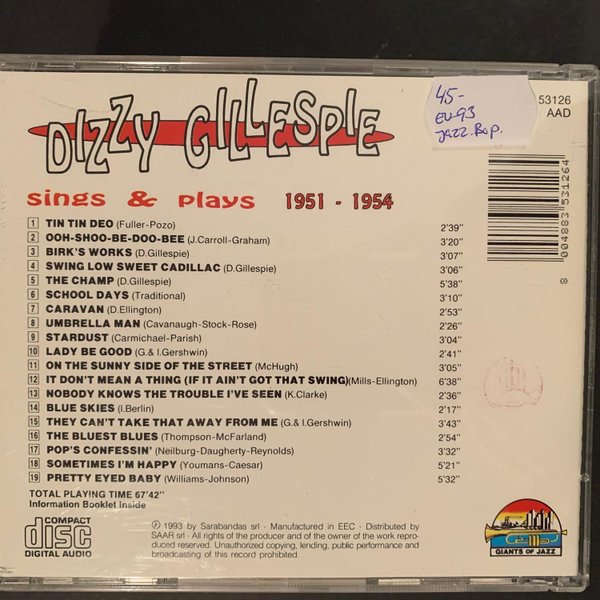 DIZZY GILLESPIE
45-
EU-93
Jazz. Bop.
53126
AAD
sings & plays 1951 - 1954
1 TIN TIN DEO (Fuller-Pozo) 2'39"
2 OOH-SHOO-BE-DOO-BEE (J.Carroll-Graham) 3'20"
3 BIRK'S WORKS (D.Gillespie) 3'07"
4 SWING LOW SWEET CADILLAC (D.Gillespie) 3'06"
5 THE CHAMP (D.Gillespie) 5'38"
6 SCHOOL DAYS (Traditional) 3'10"
7 CARAVAN (D.Ellington) 2'53"
8 UMBRELLA MAN (Cavanaugh-Stock-Rose) 2'26"
9 STARDUST (Carmichael-Parish) 3'04"
10 LADY BE GOOD (G.& I.Gershwin) 2'41"
11 ON THE SUNNY SIDE OF THE STREET (McHugh) 3'05"
12 IT DON'T MEAN A THING (IF IT AIN'T GOT THAT SWING)(Mills-Ellington) 6'38"
13 NOBODY KNOWS THE TROUBLE I'VE SEEN (K.Clarke) 2'36"
14 BLUE SKIES (I.Berlin) 2'17"
15 THEY CAN'T TAKE THAT AWAY FROM ME (G.& I.Gershwin) 3'43"
16 THE BLUEST BLUES (Thompson-McFarland) 2'54"
17 POP'S CONFESSIN' (Neilburg-Daugherty-Reynolds) 3'32"
18 SOMETIMES I'M HAPPY (Youmans-Caesar) 5'21"
19 PRETTY EYED BABY (Williams-Johnson) 5'32"
TOTAL PLAYING TIME 67'42"
Information Booklet Inside
8 004883 531264
COMPACT
disc
DIGITAL AUDIO
℗ 1993 by Sarabandas srl - Manufactured in EEC - Distributed by
SAAR srl - All rights of the producer and of the owner of the work repro-
duced reserved. Unauthorized copying, lending, public performance and
broadcasting of this record prohibited.
GIANTS OF JAZZ